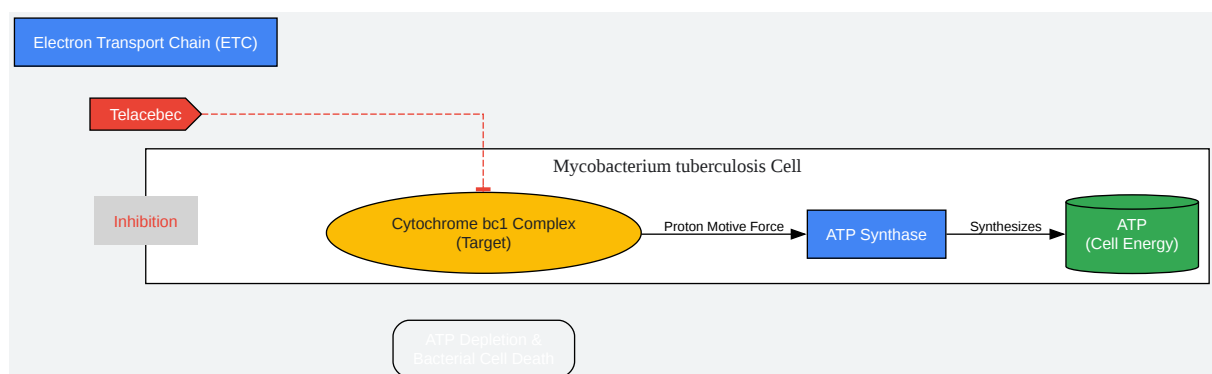 Electron Transport Chain (ETC)
Telacebec
Mycobacterium tuberculosis Cell
Inhibition
Cytochrome bc1 Complex
(Target)
Proton Motive Force
ATP Synthase
Synthesizes
ATP
(Cell Energy)
ATP Depletion &
Bacterial Cell Death